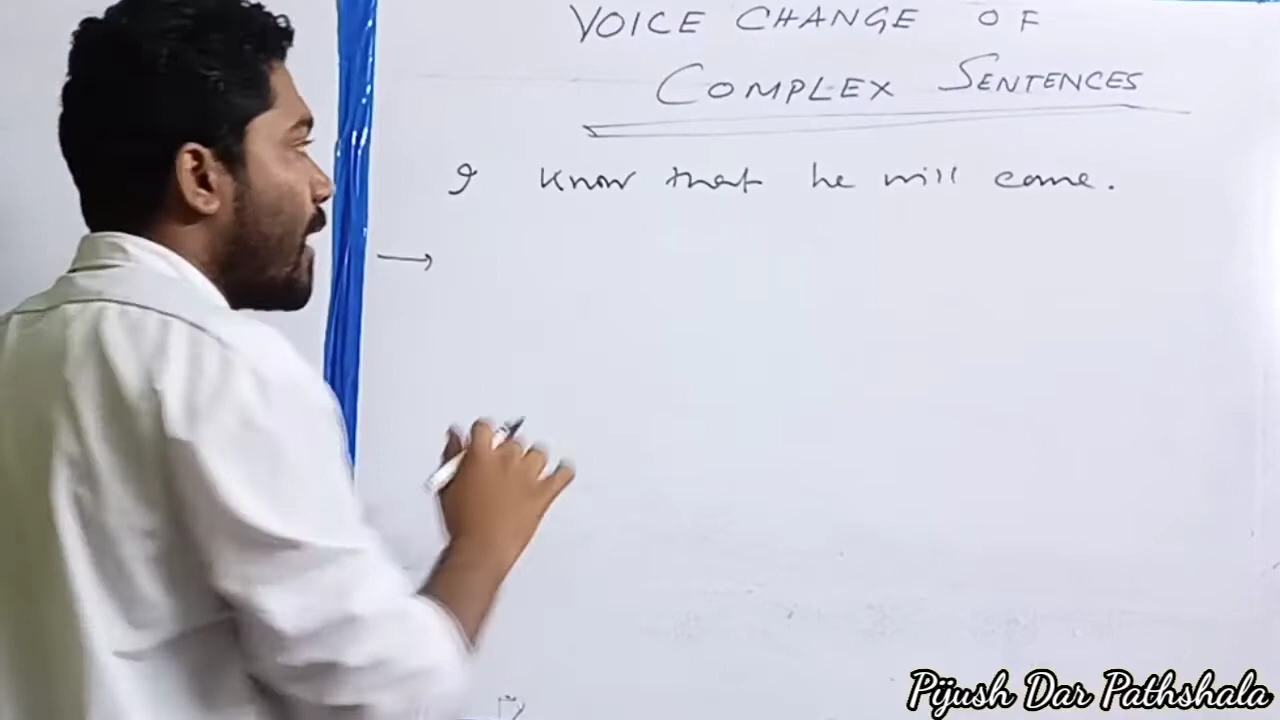 VOICE CHANGE OF
COMPLEX SENTENCES
I know that he will come.
→
Pijush Dar Pathshala